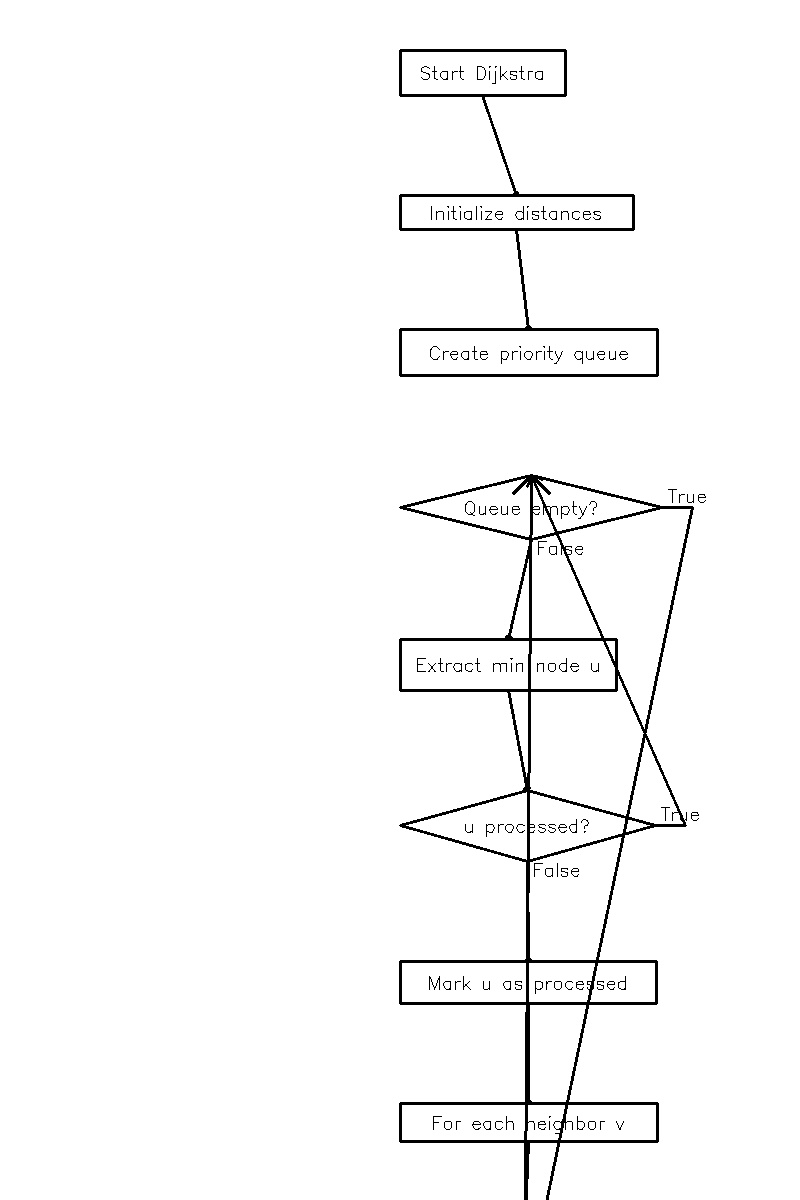 Start Dijkstra
Initialize distances
Create priority queue
Queue empty?
True
False
Extract min node u
u processed?
True
False
Mark u as processed
For each neighbor v